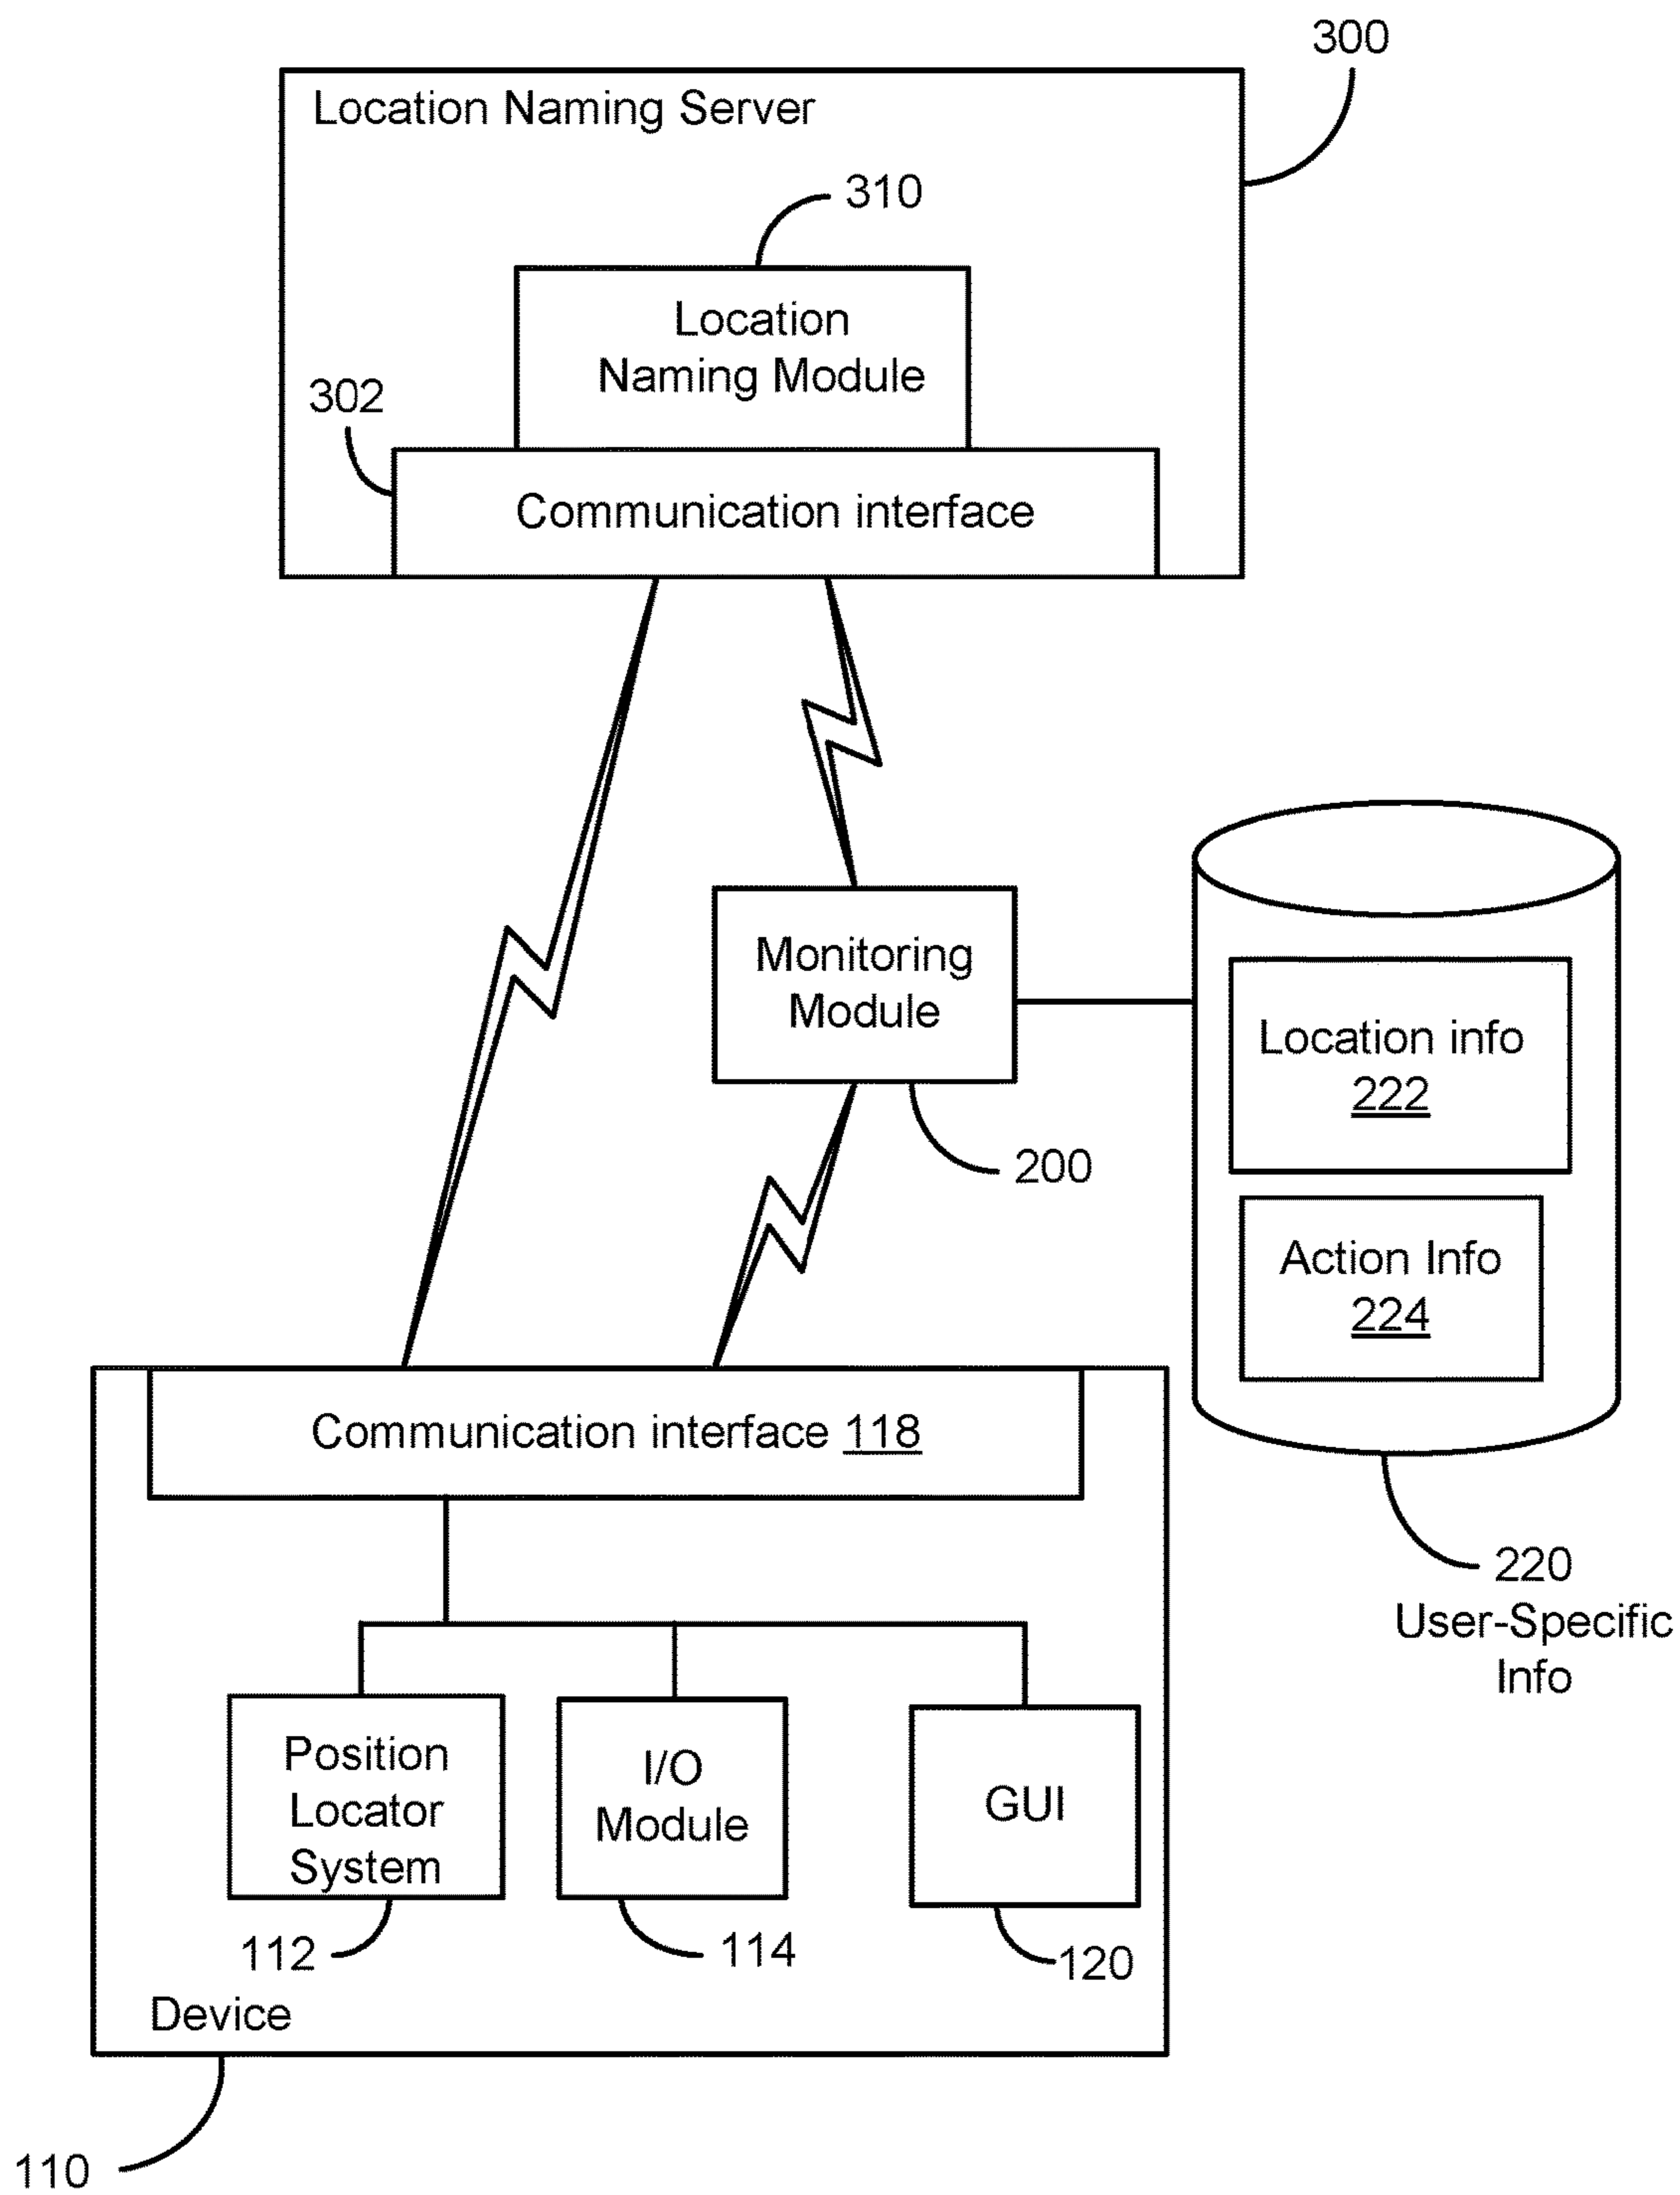 300
Location Naming Server
310
Location
Naming Module
302
Communication interface
Monitoring
Module
200
Location info
222
Action Info
224
220
User-Specific
Info
Communication interface 118
Position
Locator
System
112
I/O
Module
114
GUI
120
Device
110